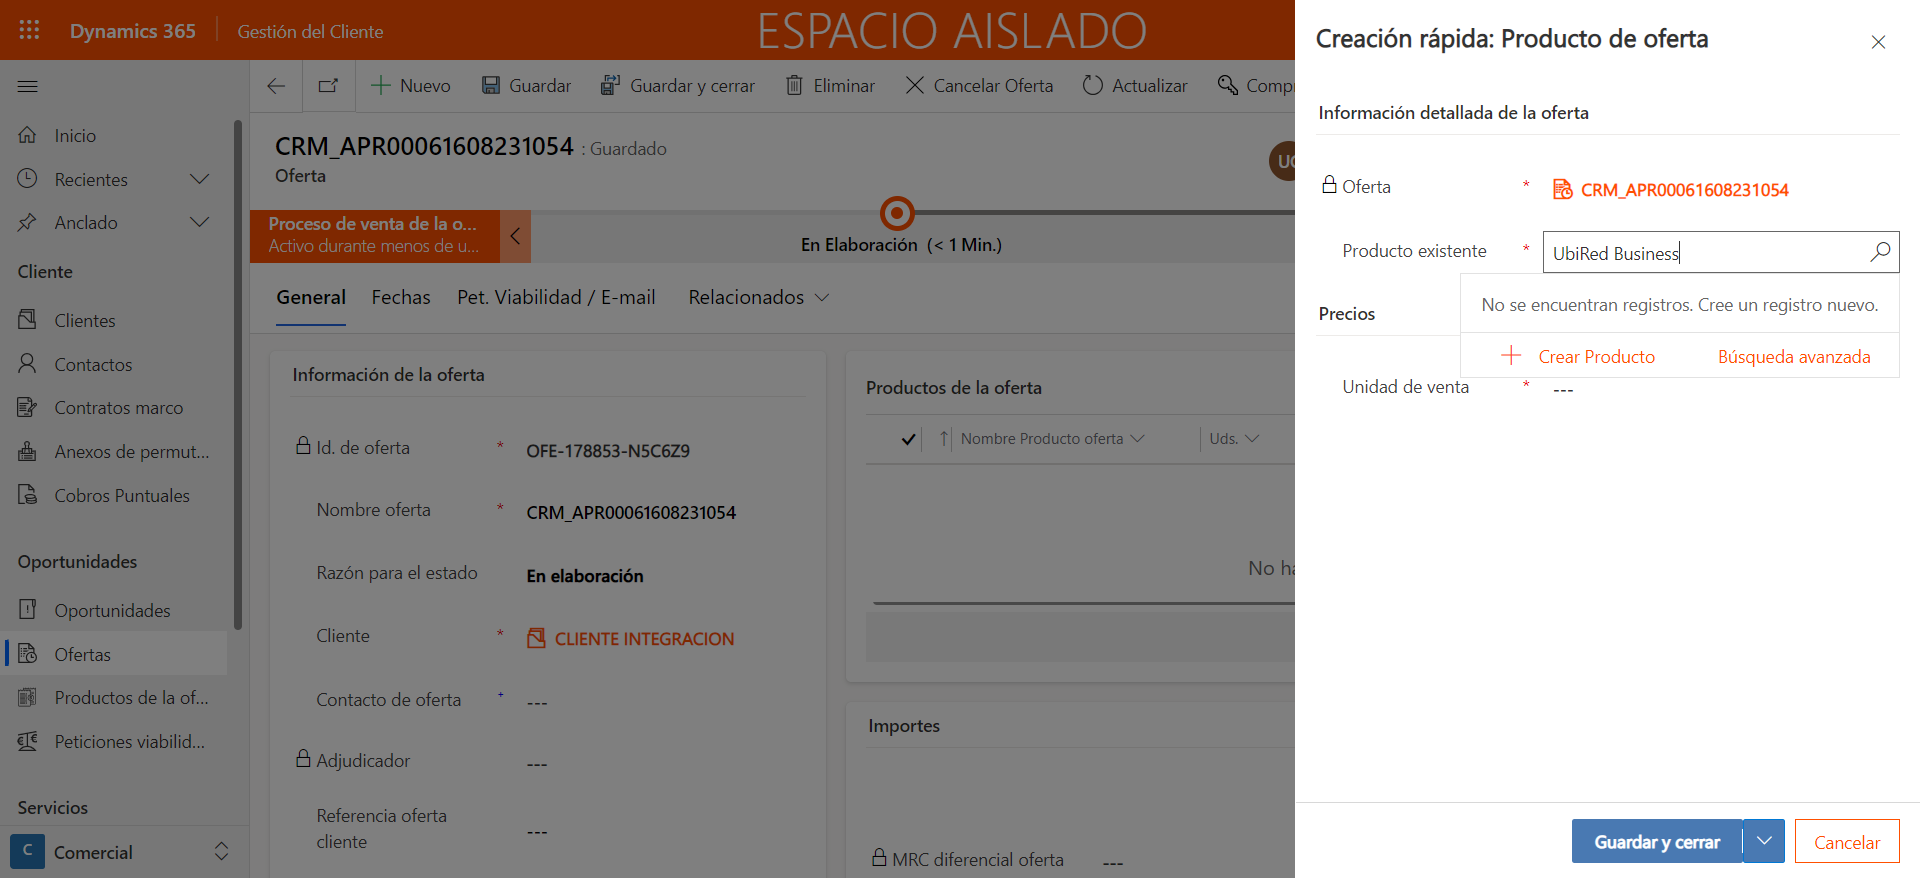 Dynamics 365
Gestión del Cliente
ESPACIO AISLADO
Nuevo
Guardar
Guardar y cerrar
Eliminar
Cancelar Oferta
Actualizar
Compr
Inicio
Recientes
Anclado
Cliente
Clientes
Contactos
Contratos marco
Anexos de permut...
Cobros Puntuales
Oportunidades
Oportunidades
Ofertas
Productos de la of...
Peticiones viabilid...
Servicios
C Comercial
CRM_APR00061608231054 : Guardado
Oferta
UC
Proceso de venta de la o...
Activo durante menos de u...
En Elaboración (< 1 Min.)
General
Fechas
Pet. Viabilidad / E-mail
Relacionados
Información de la oferta
Id. de oferta * OFE-178853-N5C6Z9
Nombre oferta * CRM_APR00061608231054
Razón para el estado En elaboración
Cliente * CLIENTE INTEGRACION
Contacto de oferta + ---
Adjudicador ---
Referencia oferta
cliente ---
Productos de la oferta
Nombre Producto oferta
Uds.
No ha
Importes
MRC diferencial oferta ---
Creación rápida: Producto de oferta
Información detallada de la oferta
Oferta * CRM_APR00061608231054
Producto existente * UbiRed Business
No se encuentran registros. Cree un registro nuevo.
Crear Producto
Búsqueda avanzada
Precios
Unidad de venta * ---
Guardar y cerrar
Cancelar